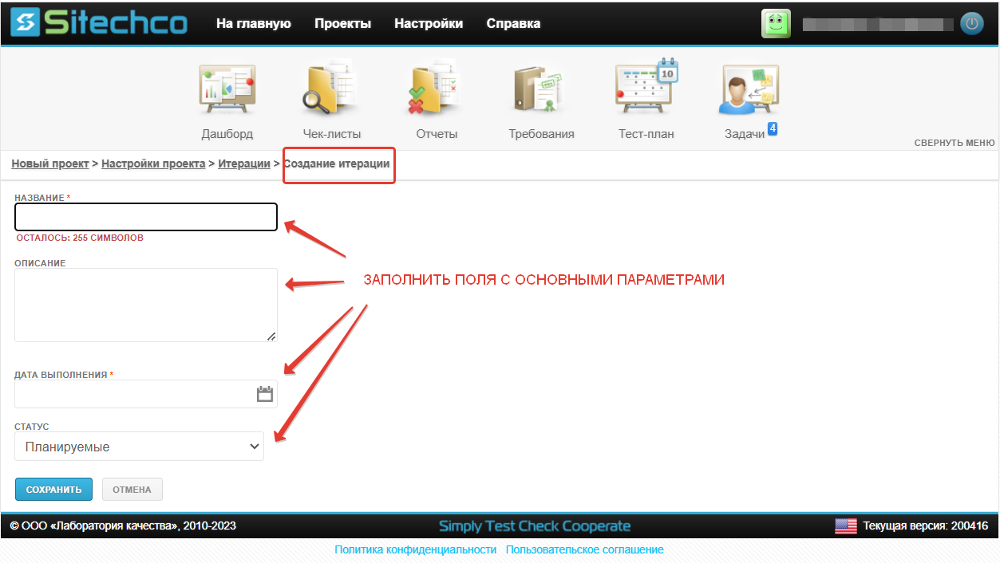 Sitechco
На главную Проекты Настройки Справка
Дашборд Чек-листы Отчеты Требования 10 Тест-план Задачи 4
СВЕРНУТЬ МЕНЮ
Новый проект > Настройки проекта > Итерации > Создание итерации
НАЗВАНИЕ *
ОСТАЛОСЬ: 255 СИМВОЛОВ
ОПИСАНИЕ
ЗАПОЛНИТЬ ПОЛЯ С ОСНОВНЫМИ ПАРАМЕТРАМИ
ДАТА ВЫПОЛНЕНИЯ *
СТАТУС
Планируемые
СОХРАНИТЬ ОТМЕНА
© ООО «Лаборатория качества», 2010-2023 Simply Test Check Cooperate Текущая версия: 200416
Политика конфиденциальности Пользовательское соглашение